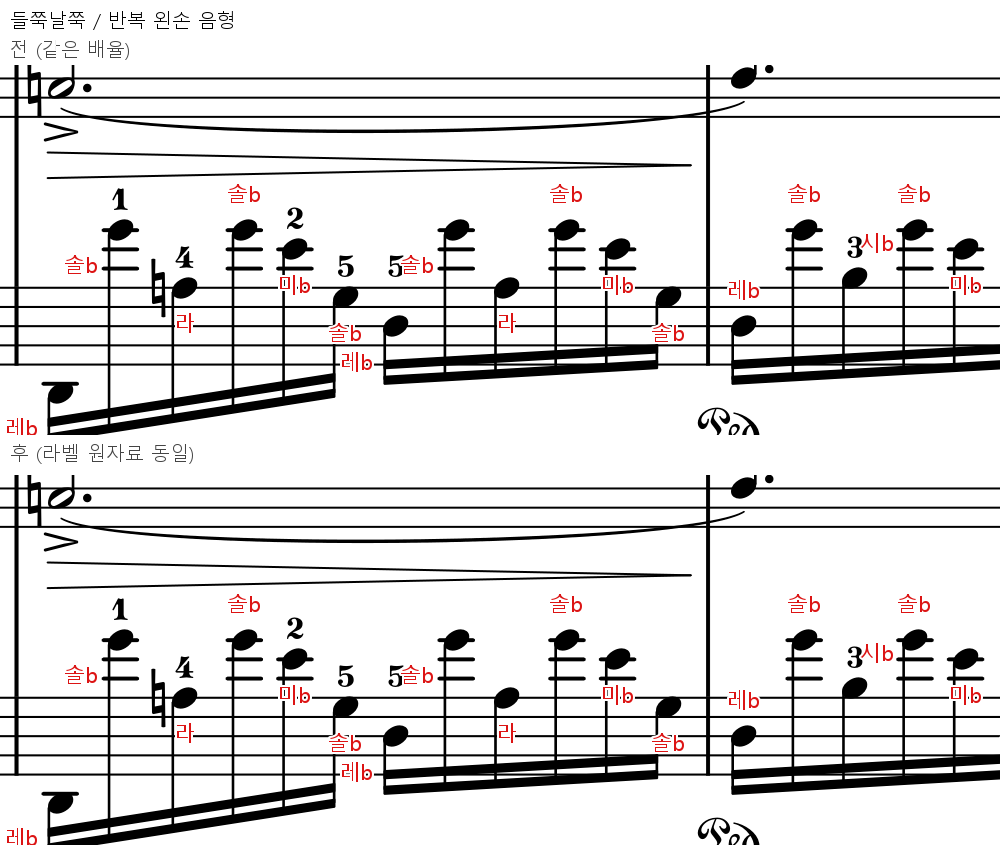 들쭉날쭉 / 반복 왼손 음형
전 (같은 배율)
솔b 솔b 솔b 솔b
1 2
4 5 5 3
솔b 솔b 시b
미b 미b 레b 미b
라 라
솔b 솔b
레b
레b
후 (라벨 원자료 동일)
솔b 솔b 솔b 솔b
1 2
4 5 5 3
솔b 솔b 시b
미b 미b 레b 미b
라 라
솔b 솔b
레b
레b